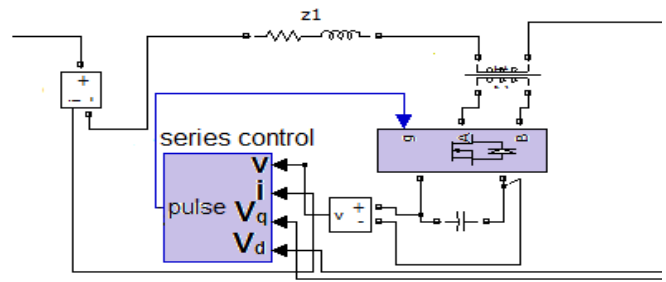 z1
+
i
series control
g
A
B
v
i
pulse
Vq
Vd
v
+
-